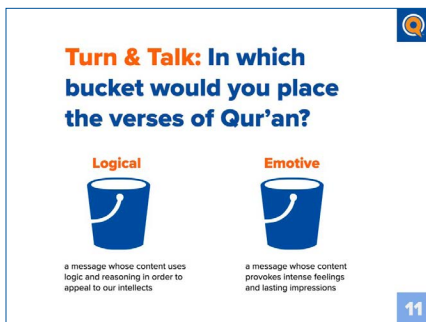 Turn & Talk: In which
bucket would you place
the verses of Qur'an?
Logical
Emotive
a message whose content uses
logic and reasoning in order to
appeal to our intellects
a message whose content
provokes intense feelings
and lasting impressions
11